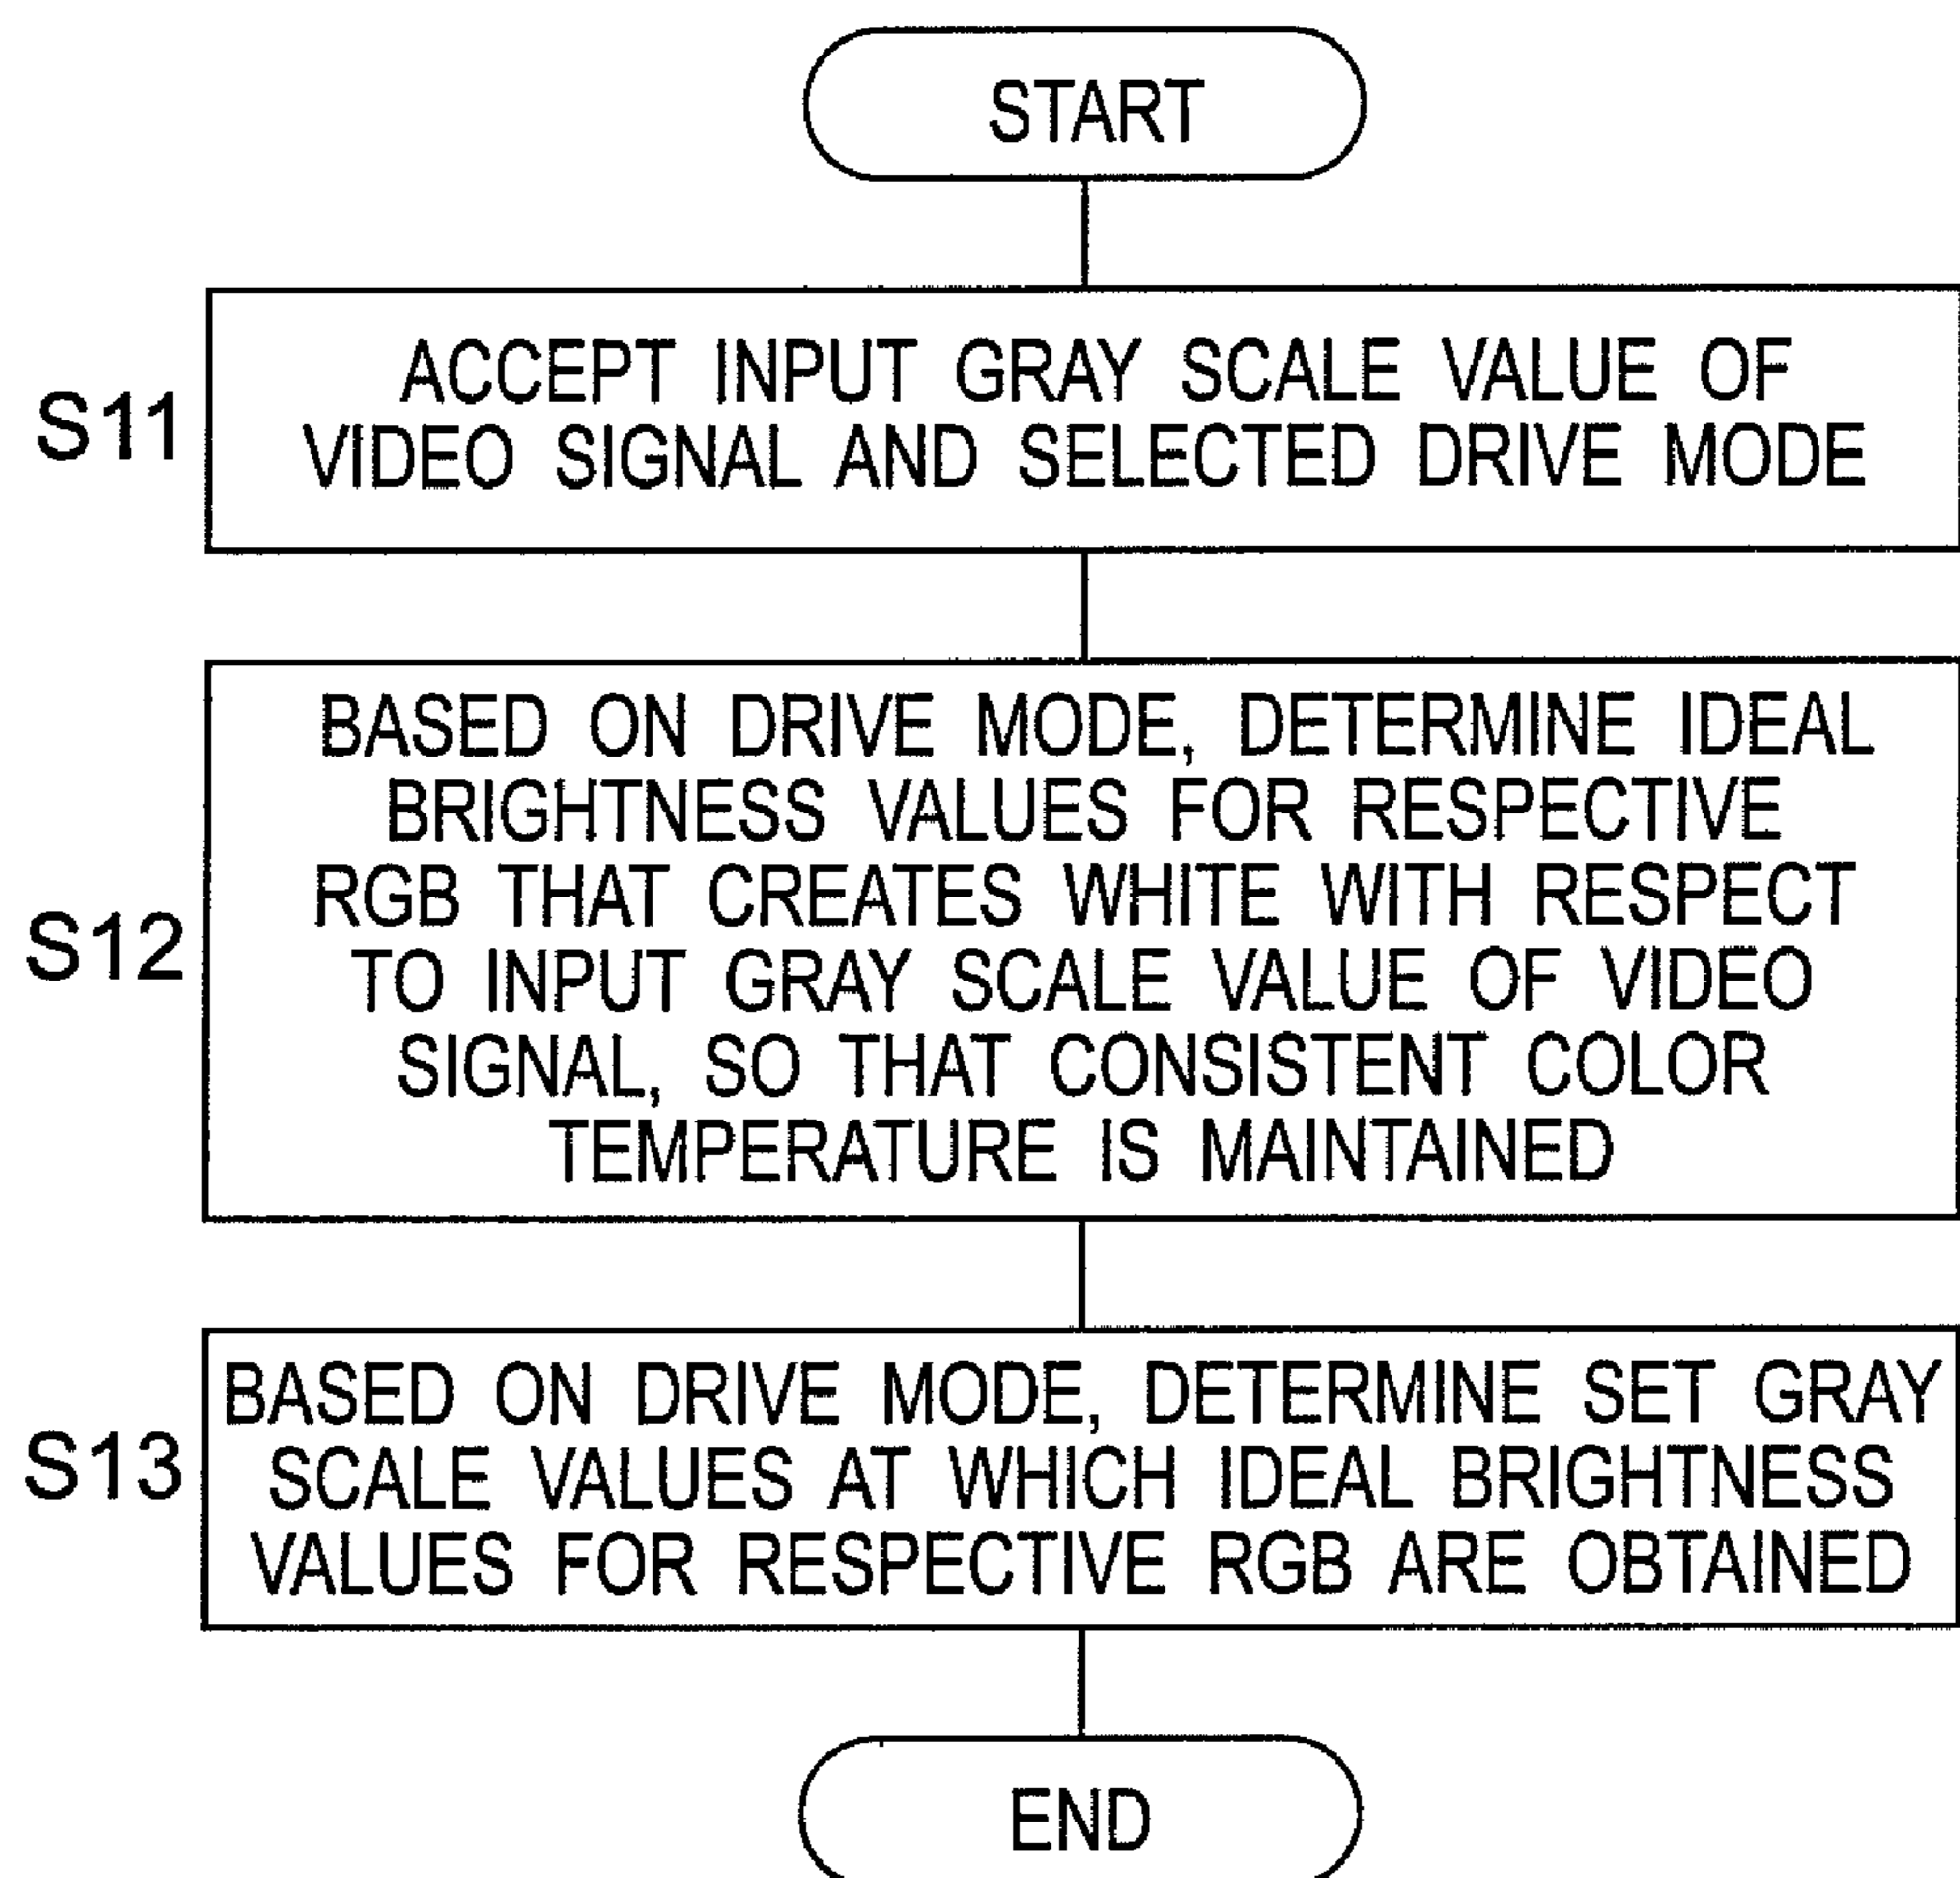 START
S11
ACCEPT INPUT GRAY SCALE VALUE OF
VIDEO SIGNAL AND SELECTED DRIVE MODE
S12
BASED ON DRIVE MODE, DETERMINE IDEAL
BRIGHTNESS VALUES FOR RESPECTIVE
RGB THAT CREATES WHITE WITH RESPECT
TO INPUT GRAY SCALE VALUE OF VIDEO
SIGNAL, SO THAT CONSISTENT COLOR
TEMPERATURE IS MAINTAINED
S13
BASED ON DRIVE MODE, DETERMINE SET GRAY
SCALE VALUES AT WHICH IDEAL BRIGHTNESS
VALUES FOR RESPECTIVE RGB ARE OBTAINED
END